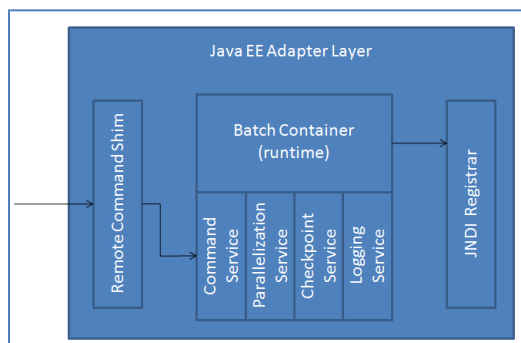 Java EE Adapter Layer
Remote Command Shim
Batch Container
(runtime)
Command
Service
Parallelization
Service
Checkpoint
Service
Logging
Service
JNDI Registrar